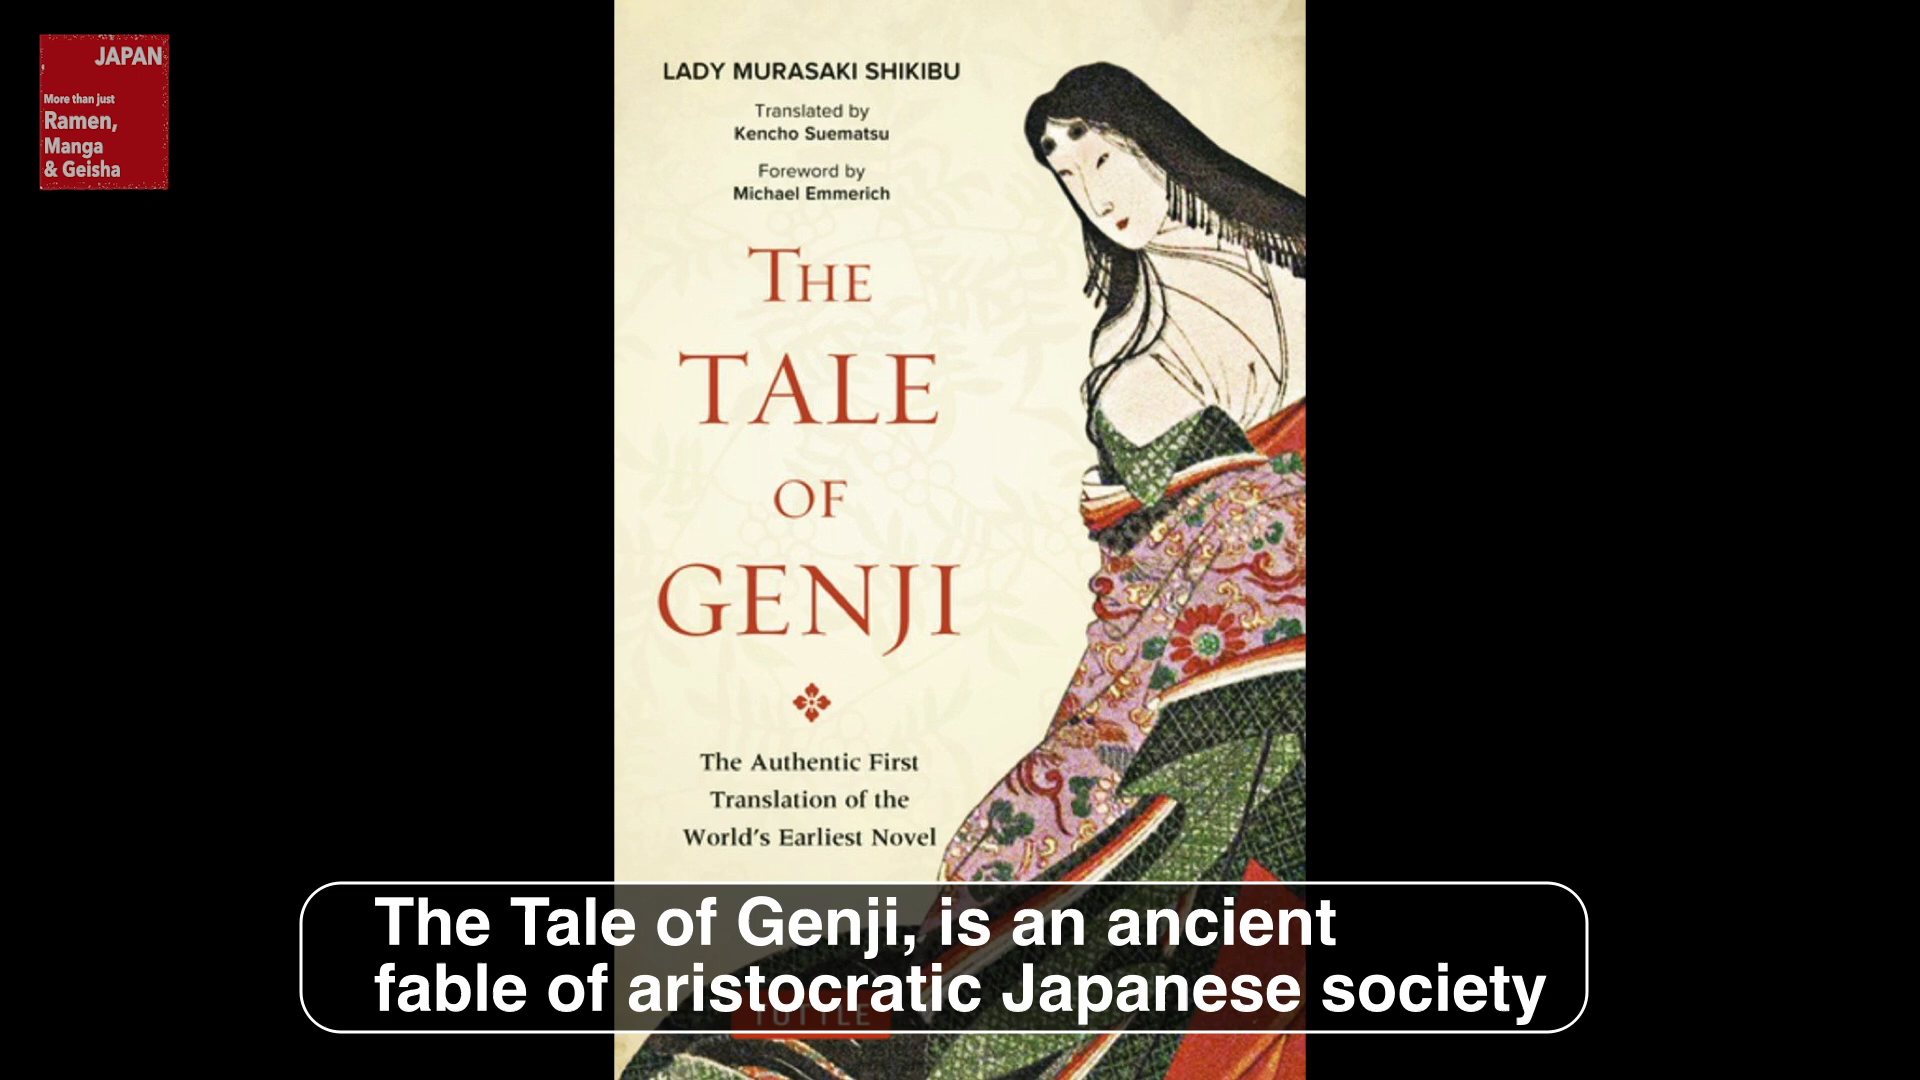 JAPAN
More than just
Ramen,
Manga
& Geisha
LADY MURASAKI SHIKIBU
Translated by
Kencho Suematsu
Foreword by
Michael Emmerich
THE
TALE
OF
GENJI
The Authentic First
Translation of the
World's Earliest Novel
The Tale of Genji, is an ancient
fable of aristocratic Japanese society
TUTTLE